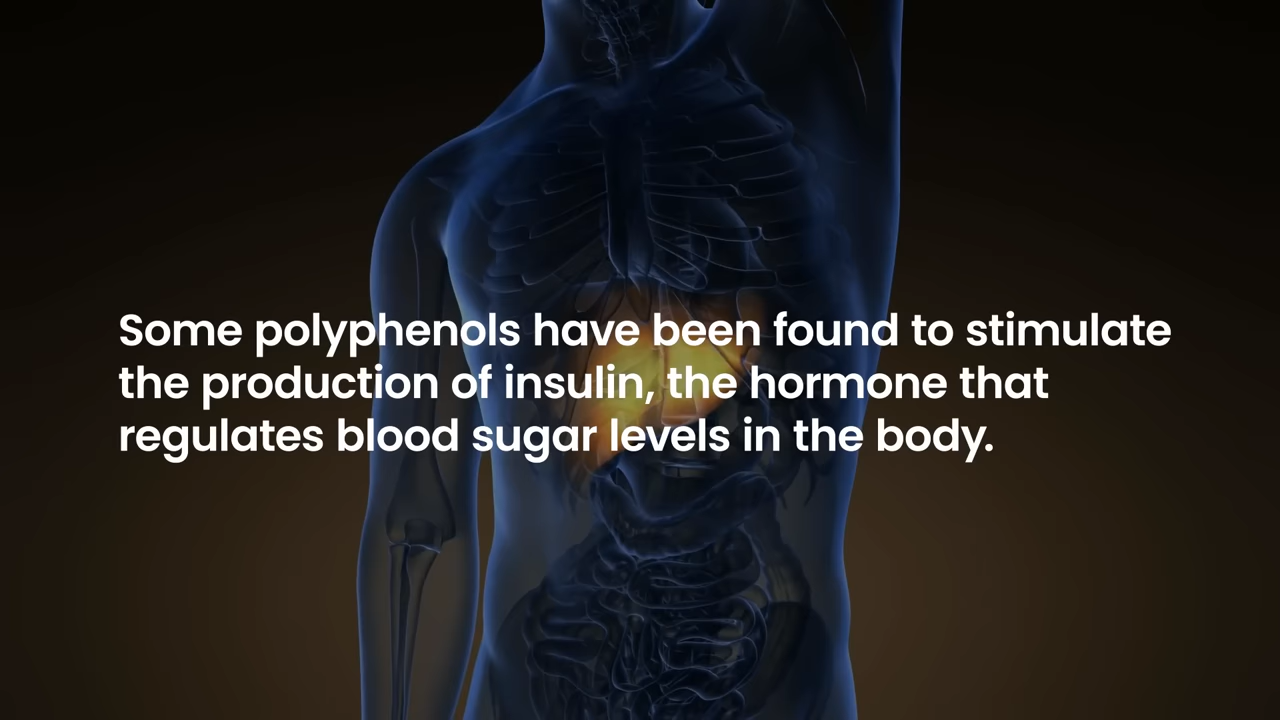 Some polyphenols have been found to stimulate
the production of insulin, the hormone that
regulates blood sugar levels in the body.